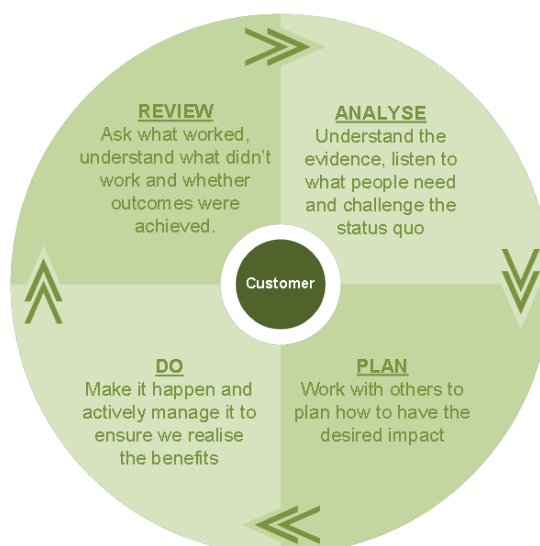 REVIEW
Ask what worked,
understand what didn't
work and whether
outcomes were
achieved.
ANALYSE
Understand the
evidence, listen to
what people need
and challenge the
status quo
Customer
DO
Make it happen and
actively manage it to
ensure we realise
the benefits
PLAN
Work with others to
plan how to have the
desired impact